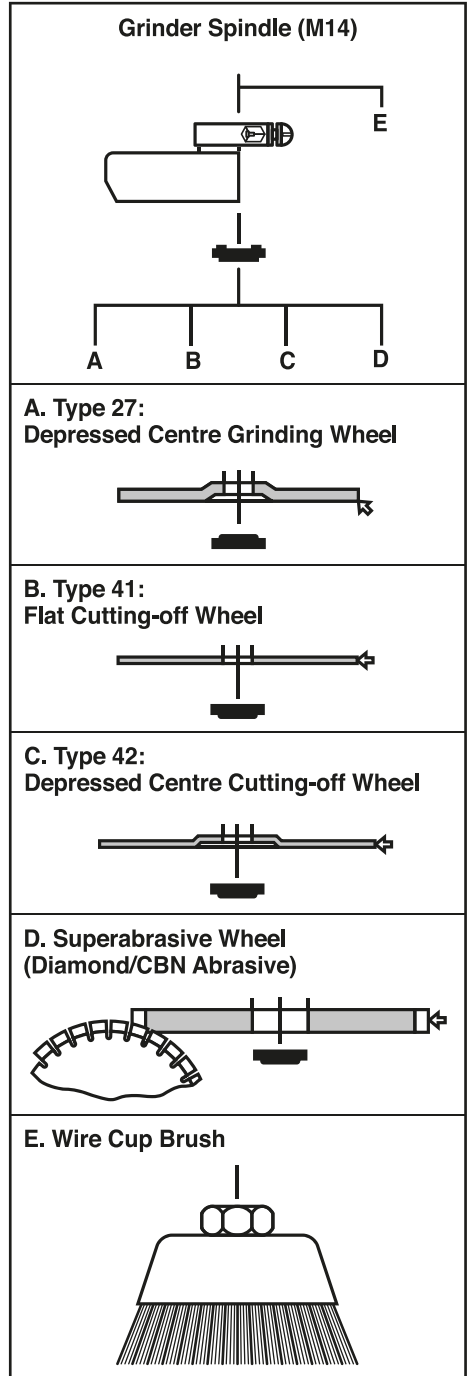 Grinder Spindle (M14)
E
A B C D
A. Type 27:
Depressed Centre Grinding Wheel
B. Type 41:
Flat Cutting-off Wheel
C. Type 42:
Depressed Centre Cutting-off Wheel
D. Superabrasive Wheel
(Diamond/CBN Abrasive)
E. Wire Cup Brush